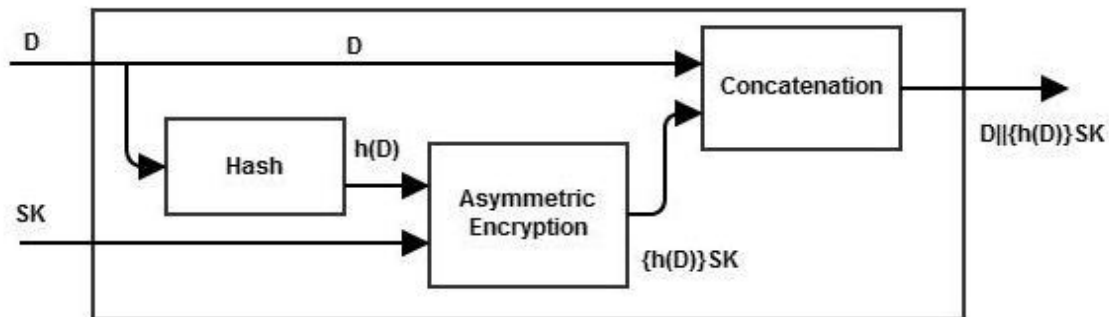 D
D
Concatenation
D||{h(D)}SK
Hash
h(D)
Asymmetric
Encryption
SK
{h(D)}SK